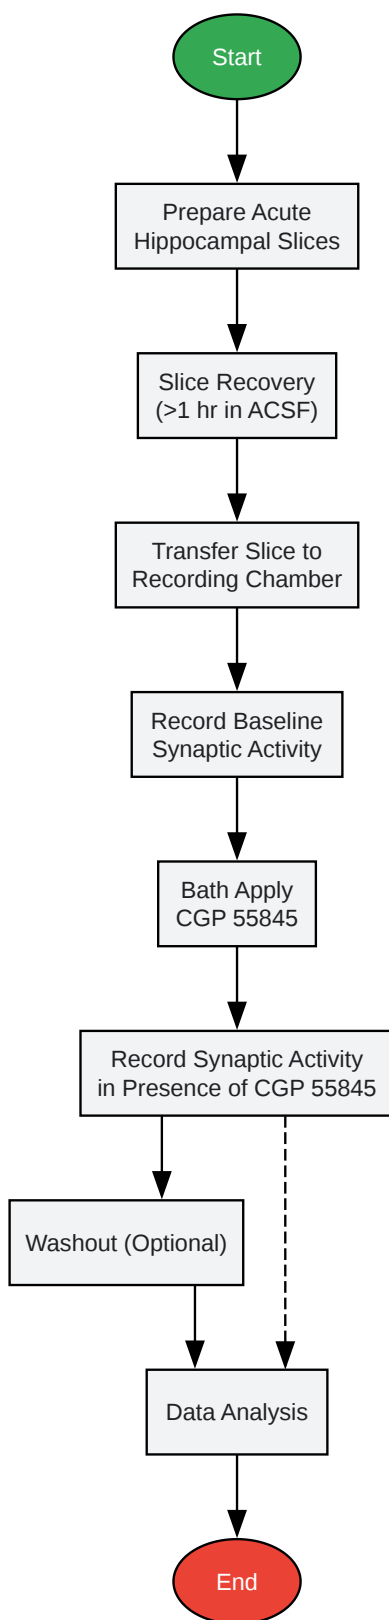 Start
Prepare Acute
Hippocampal Slices
Slice Recovery
(>1 hr in ACSF)
Transfer Slice to
Recording Chamber
Record Baseline
Synaptic Activity
Bath Apply
CGP 55845
Record Synaptic Activity
in Presence of CGP 55845
Washout (Optional)
Data Analysis
End